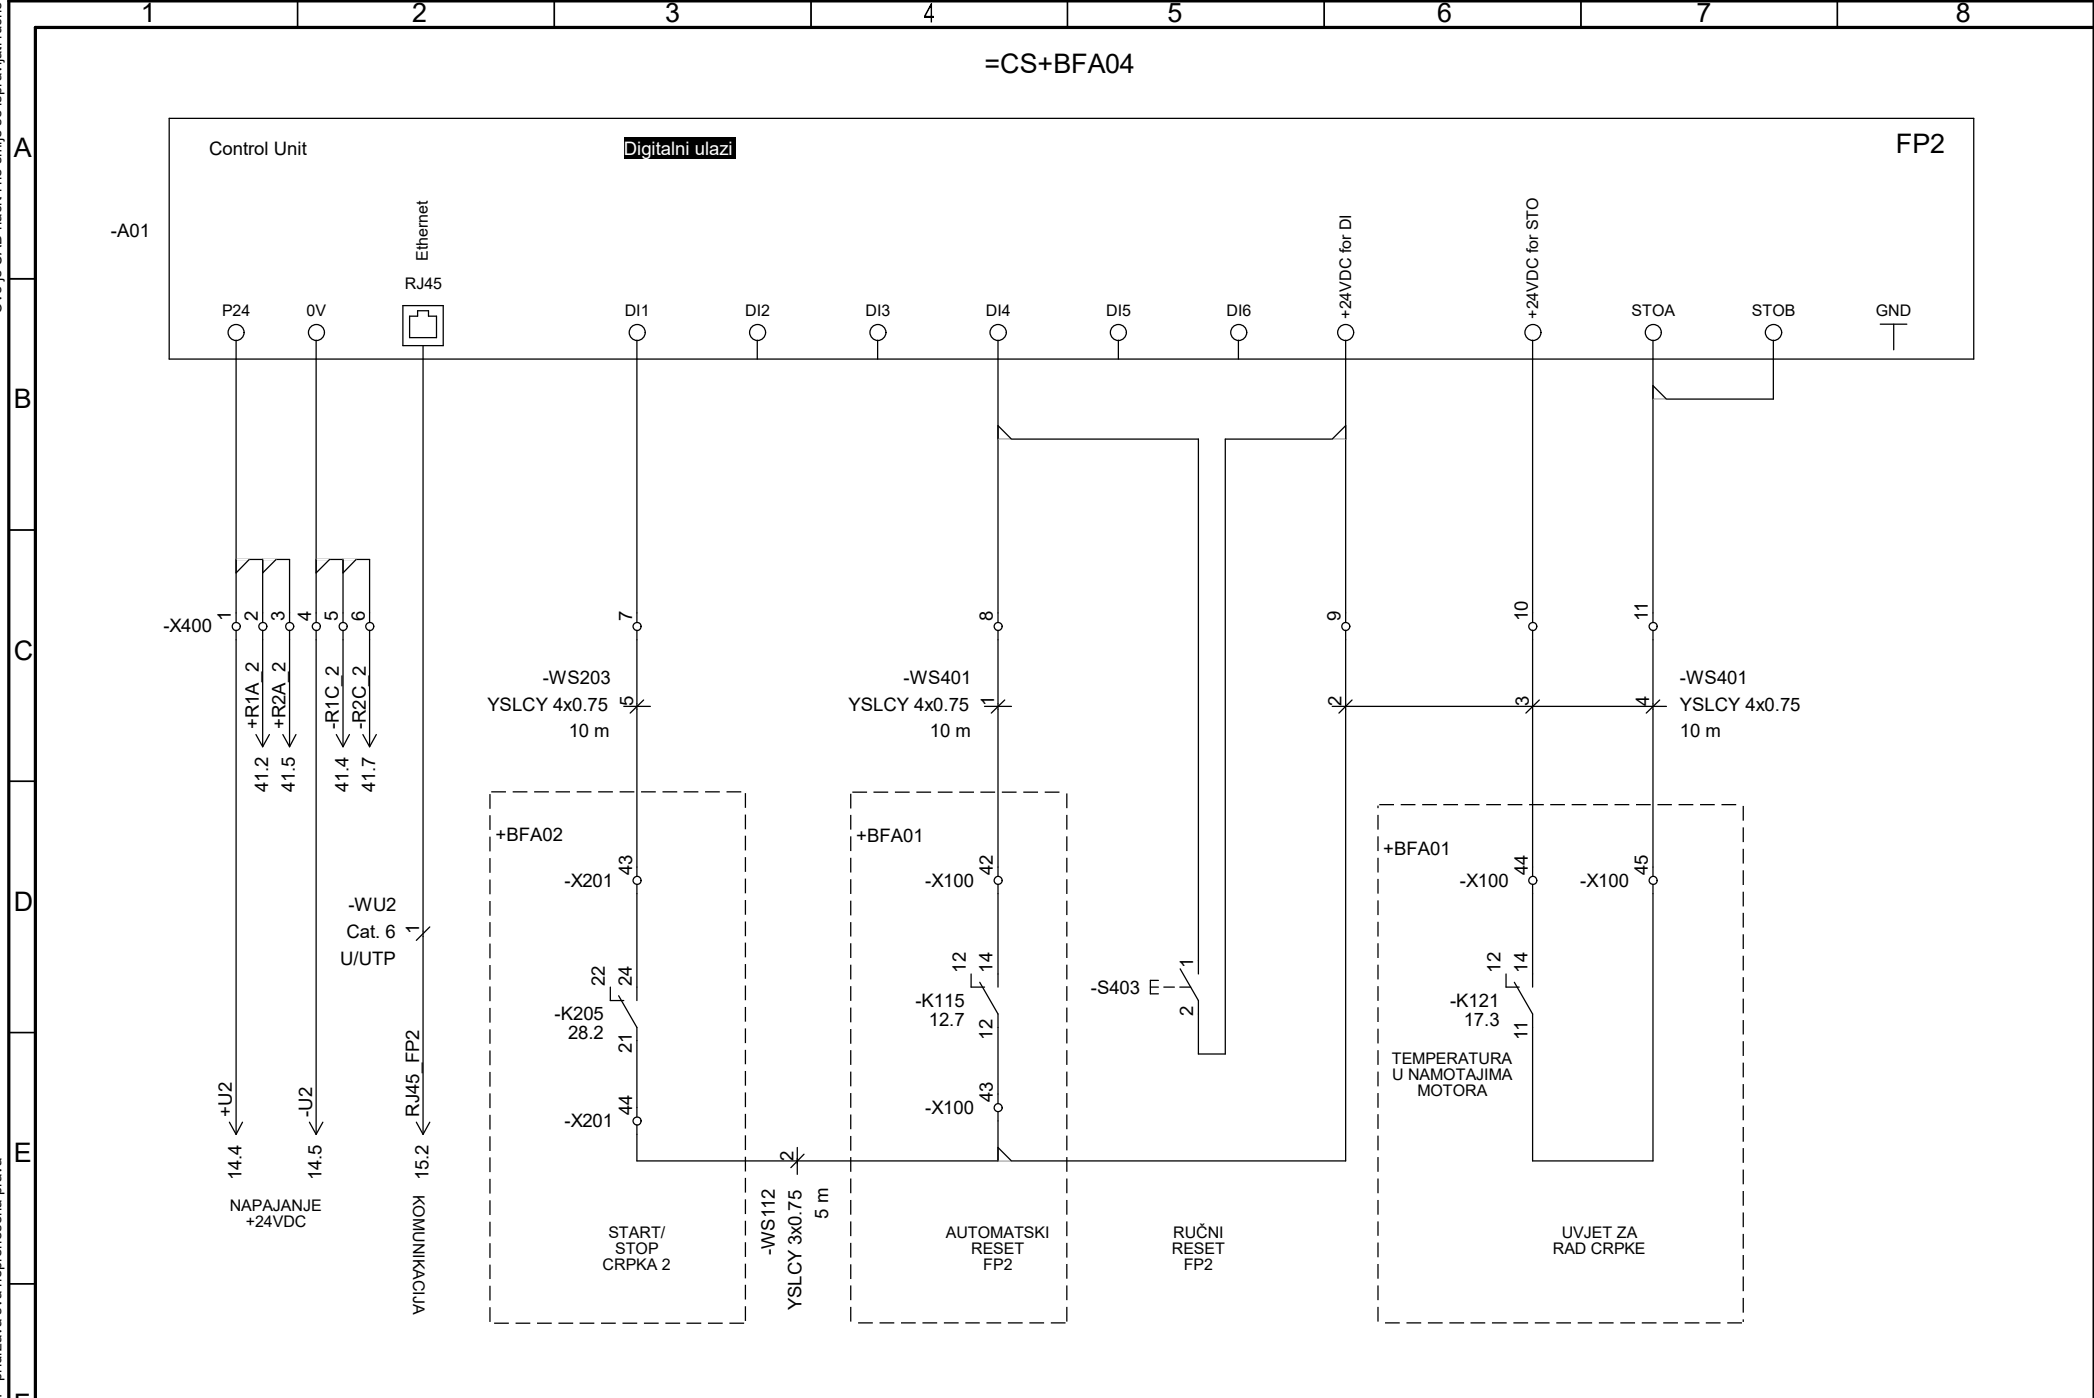 1 2 3 4 5 6 7 8
=CS+BFA04
A
Control Unit
Digitalni ulazi
FP2
-A01
Ethernet
RJ45
+24VDC for DI
+24VDC for STO
P24
0V
DI1
DI2
DI3
DI4
DI5
DI6
STOA
STOB
GND
B
C
-X400
1
2
3
4
5
6
7
8
9
10
11
+R1A_2
+R2A_2
-R1C_2
-R2C_2
41.2
41.5
41.4
41.7
-WS203
YSLCY 4x0.75
10 m
5
-WS401
YSLCY 4x0.75
10 m
1
2
3
4
-WS401
YSLCY 4x0.75
10 m
D
+BFA02
-X201
43
+BFA01
-X100
42
+BFA01
-X100
44
-X100
45
-WU2
Cat. 6
U/UTP
1
22
24
-K205
28.2
21
12
14
-K115
12.7
12
-S403
1
2
12
14
-K121
17.3
11
TEMPERATURA
U NAMOTAJIMA
MOTORA
E
+U2
-U2
RJ45_FP2
-X201
44
-X100
43
14.4
14.5
15.2
NAPAJANJE
+24VDC
KOMUNIKACIJA
START/
STOP
CRPKA 2
2
-WS112
YSLCY 3x0.75
5 m
AUTOMATSKI
RESET
FP2
RUČNI
RESET
FP2
UVJET ZA
RAD CRPKE